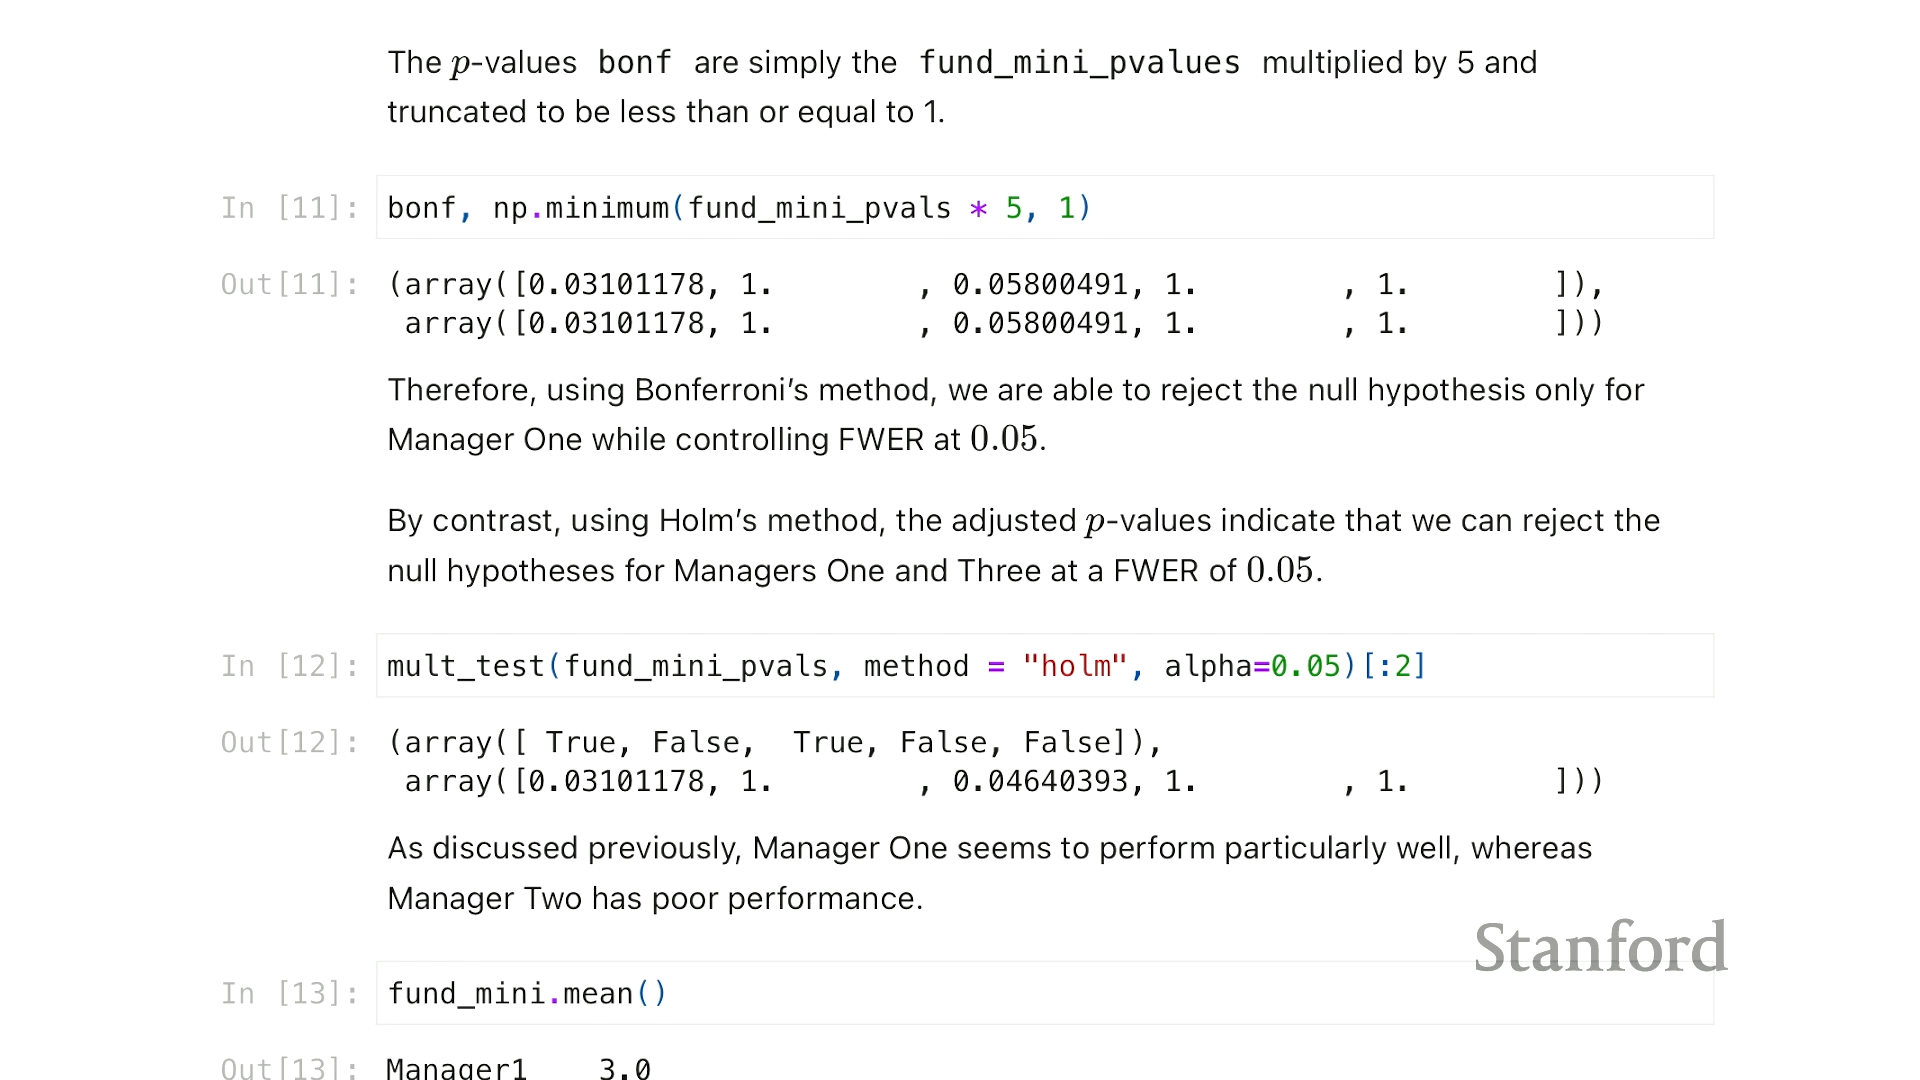 The p-values bonf are simply the fund_mini_pvalues multiplied by 5 and
truncated to be less than or equal to 1.
In [11]: bonf, np.minimum(fund_mini_pvals * 5, 1)
Out[11]: (array([0.03101178, 1.        , 0.05800491, 1.        , 1.        ]),
array([0.03101178, 1.        , 0.05800491, 1.        , 1.        ]))
Therefore, using Bonferroni’s method, we are able to reject the null hypothesis only for
Manager One while controlling FWER at 0.05.
By contrast, using Holm’s method, the adjusted p-values indicate that we can reject the
null hypotheses for Managers One and Three at a FWER of 0.05.
In [12]: mult_test(fund_mini_pvals, method = "holm", alpha=0.05)[:2]
Out[12]: (array([ True, False,  True, False, False]),
array([0.03101178, 1.        , 0.04640393, 1.        , 1.        ]))
As discussed previously, Manager One seems to perform particularly well, whereas
Manager Two has poor performance.
Stanford
In [13]: fund_mini.mean()
Out[13]: Manager1    3.0